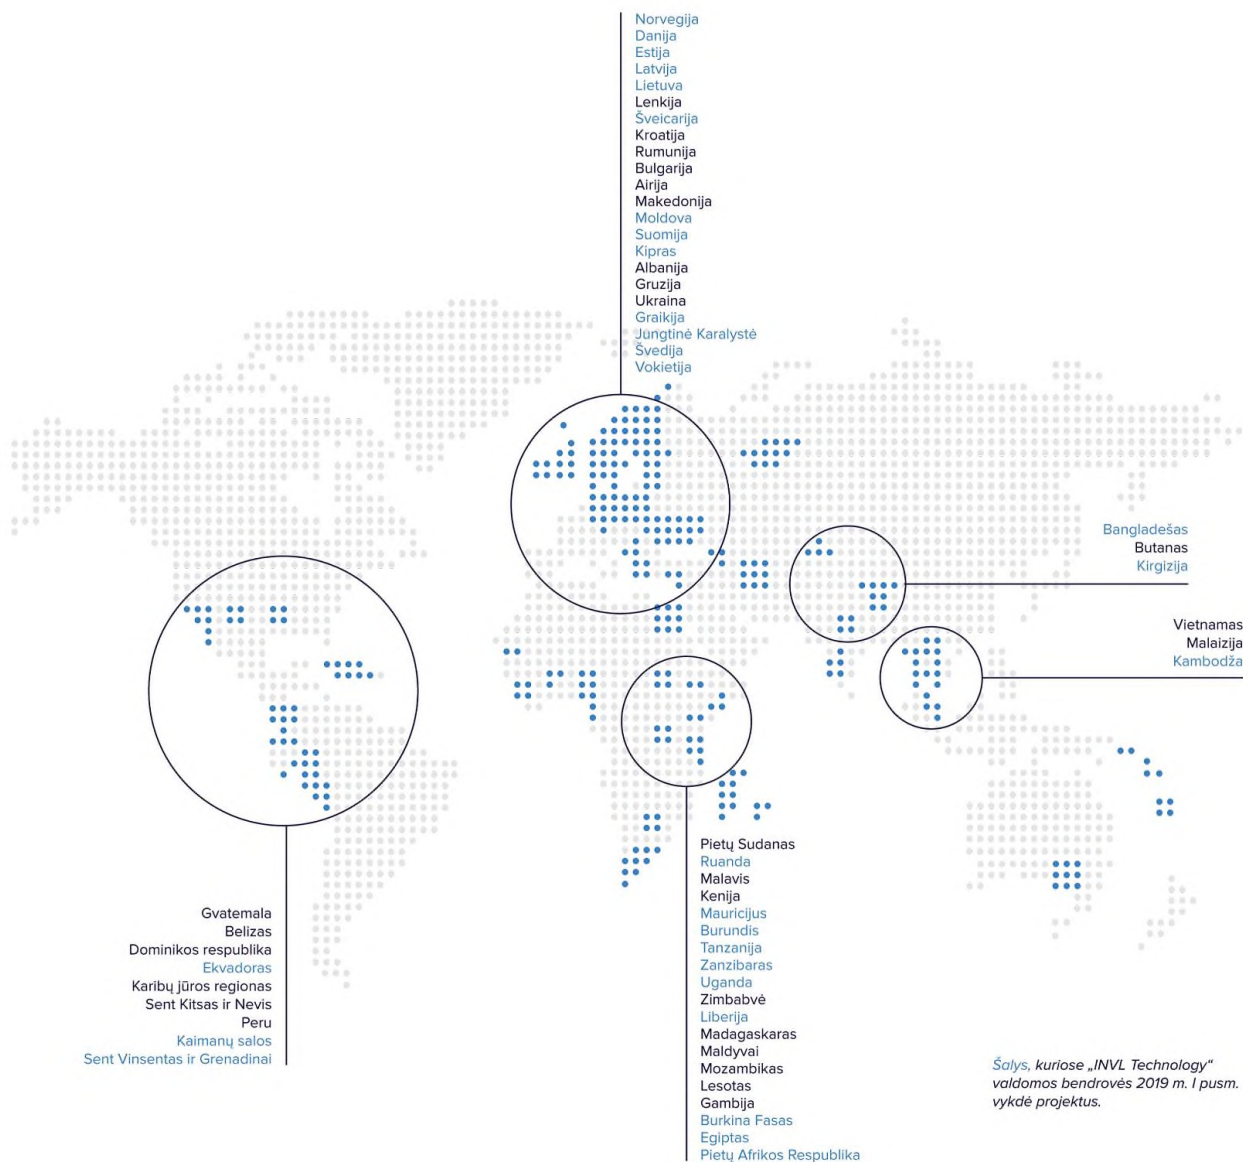 Norvegija
Danija
Estija
Latvija
Lietuva
Lenkija
Šveicarija
Kroatija
Rumunija
Bulgarija
Airija
Makedonija
Moldova
Suomija
Kipras
Albanija
Gruzija
Ukraina
Graikija
Jungtinė Karalystė
Švedija
Vokietija
Bangladešas
Butanas
Kirgizija
Vietnamas
Malaizija
Kambodža
Gvatemala
Belizas
Dominikos respublika
Ekvadoras
Karibų jūros regionas
Sent Kitsas ir Nevis
Peru
Kaimanų salos
Sent Vinsentas ir Grenadinai
Pietų Sudanas
Ruanda
Malavis
Kenija
Mauricijus
Burundis
Tanzanija
Zanzibaras
Uganda
Zimbabvė
Liberija
Madagaskaras
Maldyvai
Mozambikas
Lesotas
Gambija
Burkina Fasas
Egiptas
Pietų Afrikos Respublika
Šalys, kuriose „INVL Technology“
valdomos bendrovės 2019 m. I pusm.
vykdė projektus.